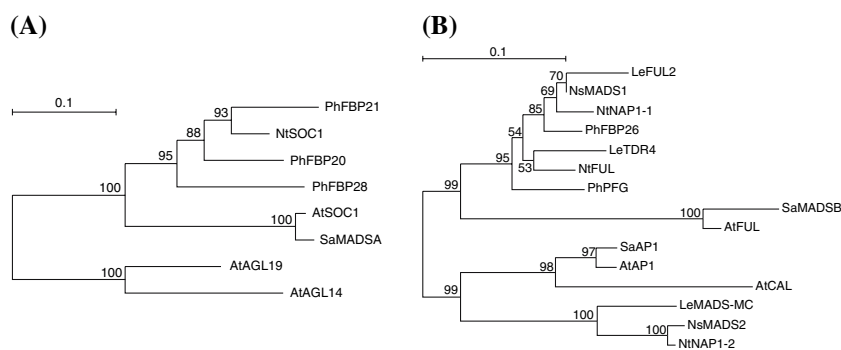 (A)
0.1
PhFBP21
93
NtSOC1
88
PhFBP20
95
PhFBP28
100
AtSOC1
100
SaMADSA
AtAGL19
100
AtAGL14
(B)
0.1
LeFUL2
70
NsMADS1
69
NtNAP1-1
85
PhFBP26
54
LeTDR4
53
NtFUL
95
PhPFG
99
SaMADSB
100
AtFUL
SaAP1
97
AtAP1
98
AtCAL
99
LeMADS-MC
100
NsMADS2
100
NtNAP1-2